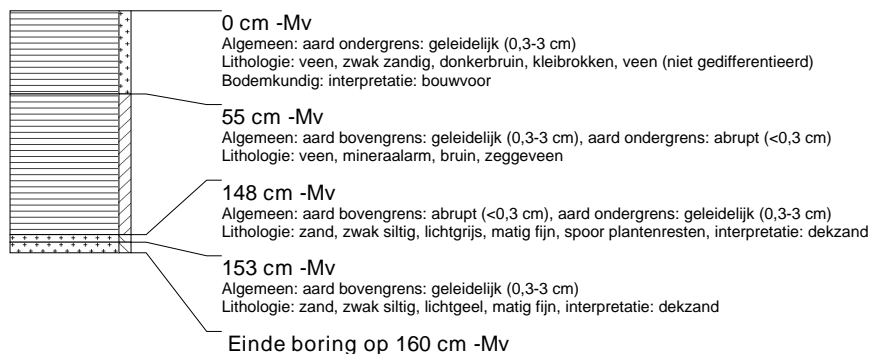 0 cm -Mv
Algemeen: aard ondergrens: geleidelijk (0,3-3 cm)
Lithologie: veen, zwak zandig, donkerbruin, kleibrokken, veen (niet gedifferentieerd)
Bodemkundig: interpretatie: bouwvoor
55 cm -Mv
Algemeen: aard bovengrens: geleidelijk (0,3-3 cm), aard ondergrens: abrupt (<0,3 cm)
Lithologie: veen, mineraalarm, bruin, zeggeveen
148 cm -Mv
Algemeen: aard bovengrens: abrupt (<0,3 cm), aard ondergrens: geleidelijk (0,3-3 cm)
Lithologie: zand, zwak siltig, lichtgrijs, matig fijn, spoor plantenresten, interpretatie: dekzand
153 cm -Mv
Algemeen: aard bovengrens: geleidelijk (0,3-3 cm)
Lithologie: zand, zwak siltig, lichtgeel, matig fijn, interpretatie: dekzand
Einde boring op 160 cm -Mv